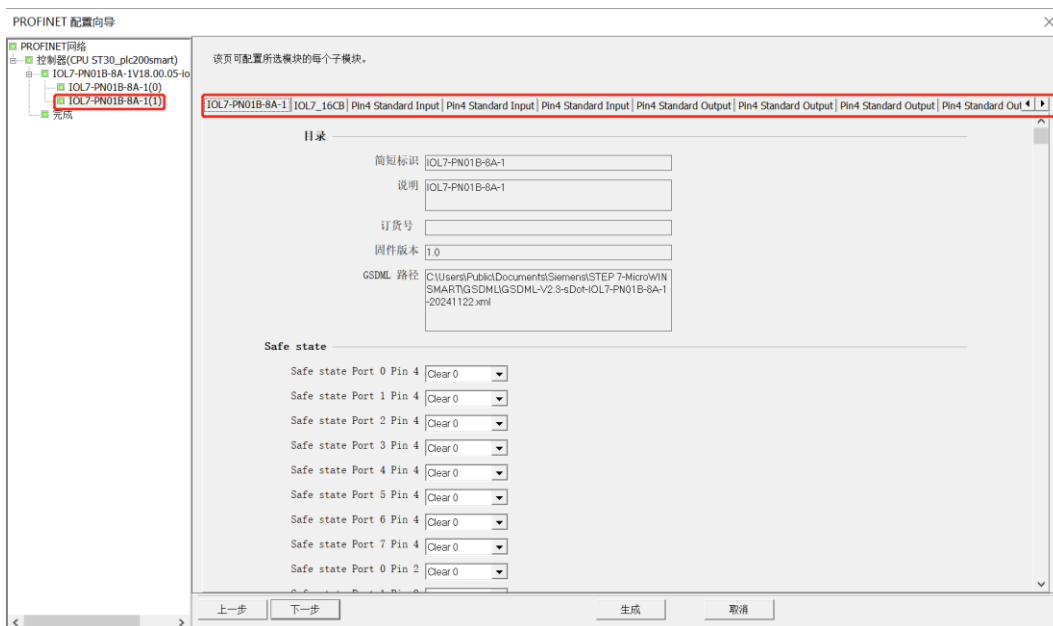 PROFINET 配置向导
PROFINET网络
控制器(CPU ST30_plc200smart)
IOL7-PN01B-8A-1V18.00.05-io
IOL7-PN01B-8A-1(0)
IOL7-PN01B-8A-1(1)
完成
该页可配置所选模块的每个子模块。
IOL7-PN01B-8A-1 IOL7_16CB Pin4 Standard Input Pin4 Standard Input Pin4 Standard Input Pin4 Standard Output Pin4 Standard Output Pin4 Standard Output Pin4 Standard Out
目录
简短标识 IOL7-PN01B-8A-1
说明 IOL7-PN01B-8A-1
订货号
固件版本 1.0
GSDML 路径 C:\Users\Public\Documents\Siemens\STEP 7-MicroWIN
SMART\GSDML\GSDML-V2.3-sDot-IOL7-PN01B-8A-1
-20241122.xml
Safe state
Safe state Port 0 Pin 4 Clear 0
Safe state Port 1 Pin 4 Clear 0
Safe state Port 2 Pin 4 Clear 0
Safe state Port 3 Pin 4 Clear 0
Safe state Port 4 Pin 4 Clear 0
Safe state Port 5 Pin 4 Clear 0
Safe state Port 6 Pin 4 Clear 0
Safe state Port 7 Pin 4 Clear 0
Safe state Port 0 Pin 2 Clear 0
上一步 下一步 生成 取消